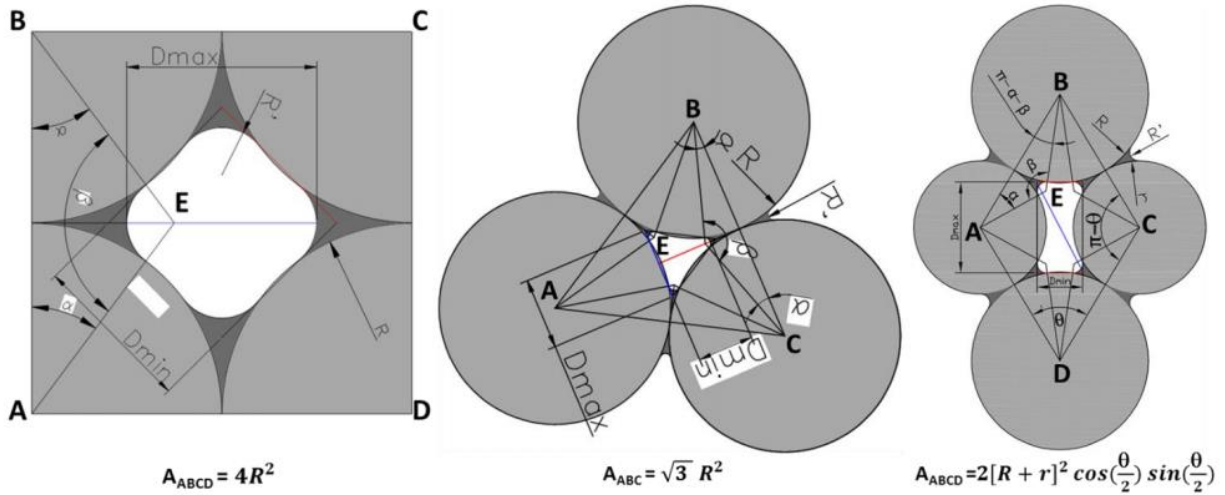 B
C
Dmax
R'
α
β
E
α
Dmin
R
A
D
A_ABCD = 4R²
B
α
R
R'
E
β
A
α
Dmin
C
Dmax
A_ABC = √3 R²
π-α-β
B
R
R'
β
α
E
r
A
Dmax
π-θ
C
Dmin
θ
D
A_ABCD=2[R + r]² cos(θ/2) sin(θ/2)